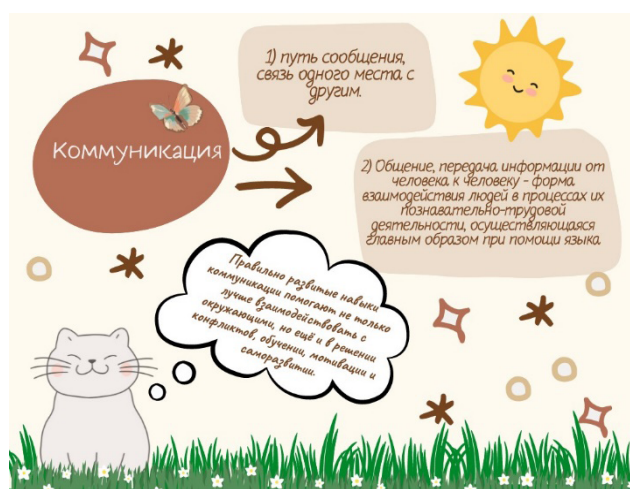 Коммуникация
1) путь сообщения,
связь одного места с
другим.
2) Общение, передача информации от
человека к человеку - форма
взаимодействия людей в процессах их
познавательно-трудовой
деятельности, осуществляющаяся
главным образом при помощи языка
Правильно развитые навыки
коммуникации помогают не только
лучше взаимодействовать с
окружающими, но ещё и в решении
конфликтов, обучении, мотивации и
саморазвитии.